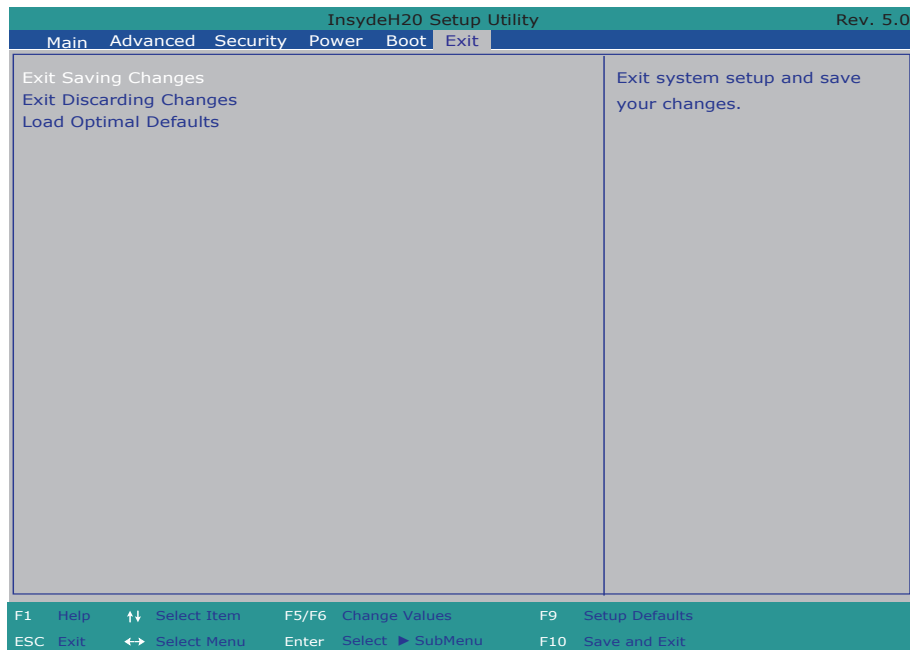 InsydeH20 Setup Utility Rev. 5.0
Main Advanced Security Power Boot Exit
Exit Saving Changes
Exit Discarding Changes
Load Optimal Defaults
Exit system setup and save
your changes.
F1 Help ↑↓ Select Item F5/F6 Change Values F9 Setup Defaults
ESC Exit ↔ Select Menu Enter Select ▶ SubMenu F10 Save and Exit